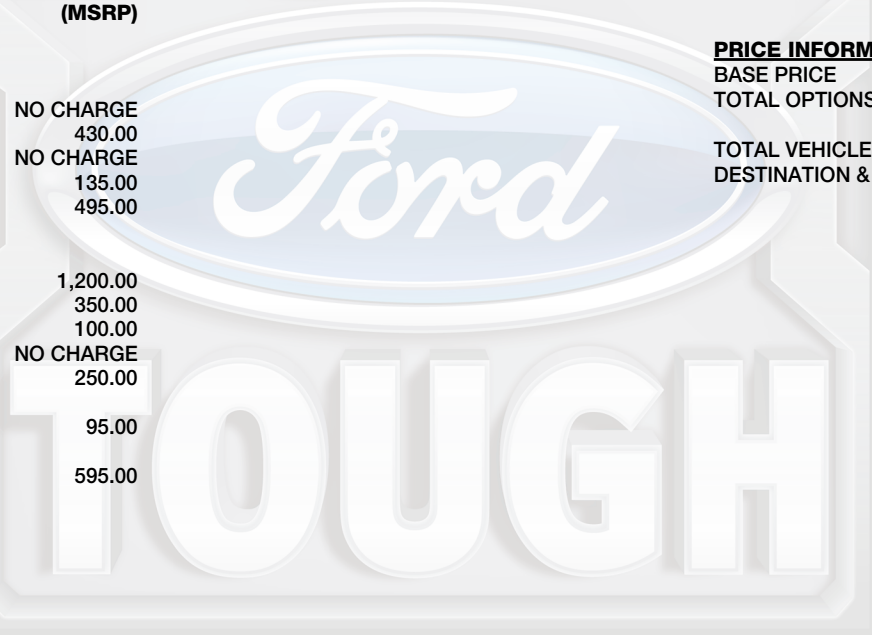 (MSRP)
NO CHARGE
430.00
NO CHARGE
135.00
495.00
1,200.00
350.00
100.00
NO CHARGE
250.00
95.00
595.00
PRICE INFORM
BASE PRICE
TOTAL OPTIONS
TOTAL VEHICLE
DESTINATION &
Ford
TOUGH